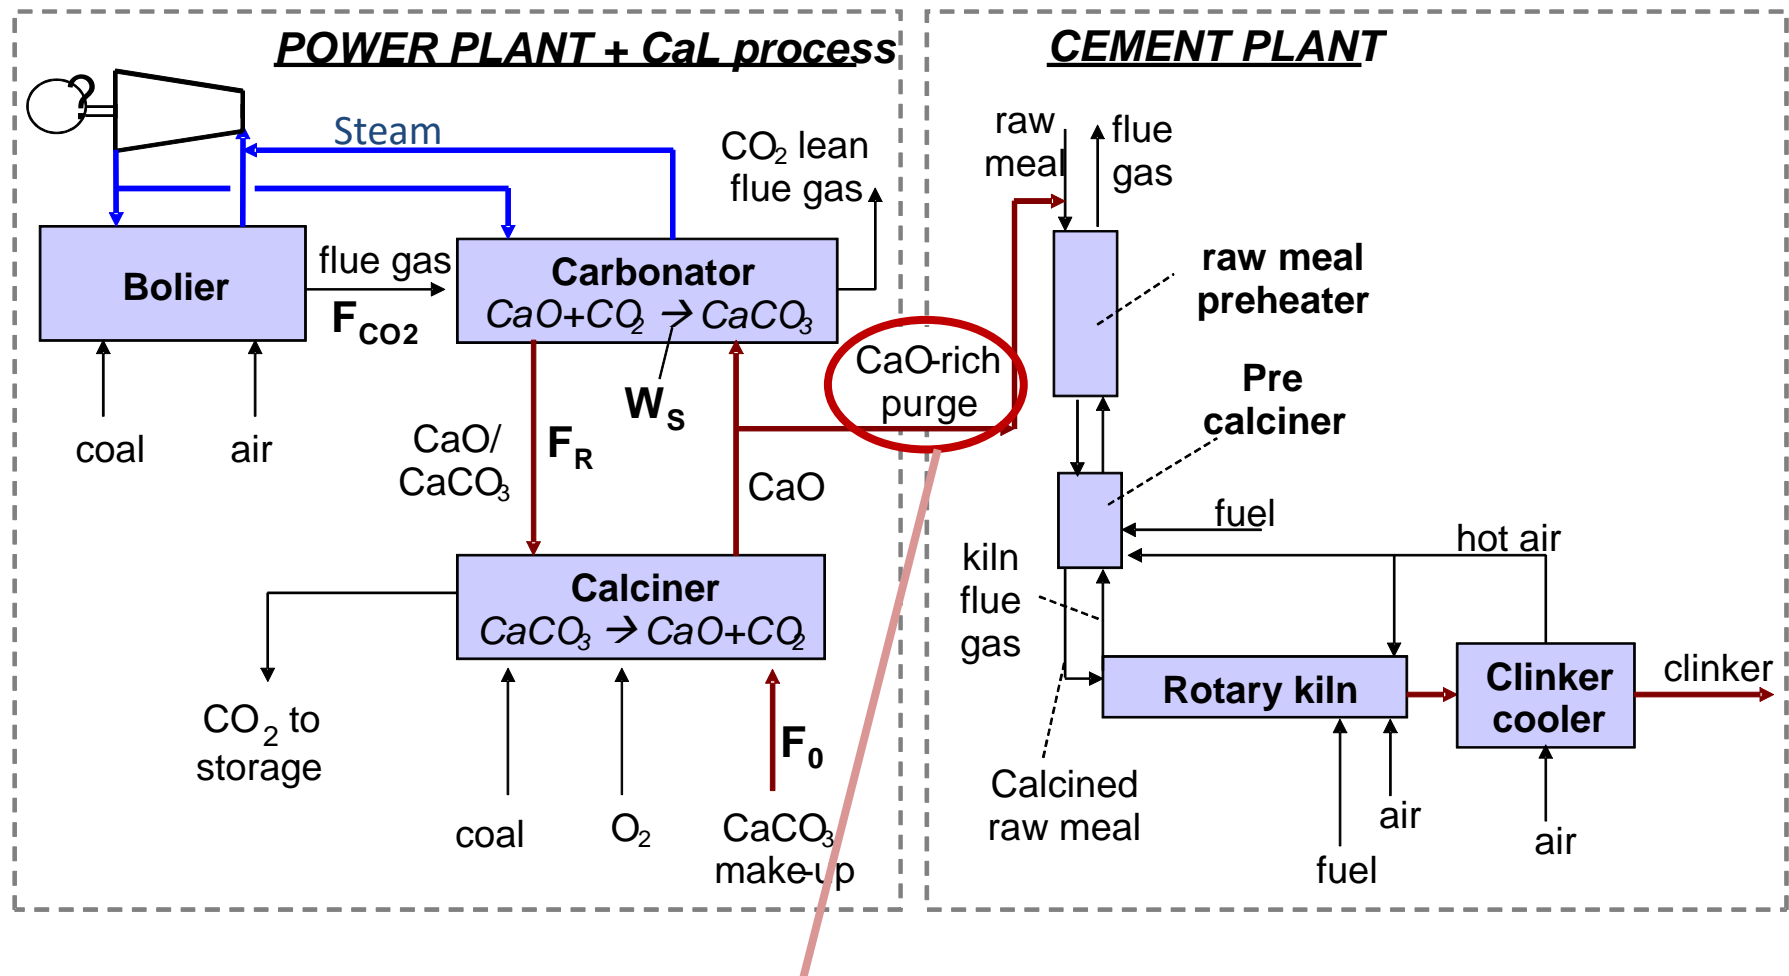 POWER PLANT + CaL process
CEMENT PLANT
Steam
CO2 lean
flue gas
raw
meal
flue
gas
Bolier
flue gas
FCO2
Carbonator
CaO+CO2 → CaCO3
WS
raw meal
preheater
CaO-rich
purge
Pre
calciner
coal
air
CaO/
CaCO3
FR
CaO
fuel
hot air
kiln
flue
gas
Calciner
CaCO3 → CaO+CO2
Rotary kiln
Clinker
cooler
clinker
CO2 to
storage
F0
coal
O2
CaCO3
make-up
Calcined
raw meal
fuel
air
air